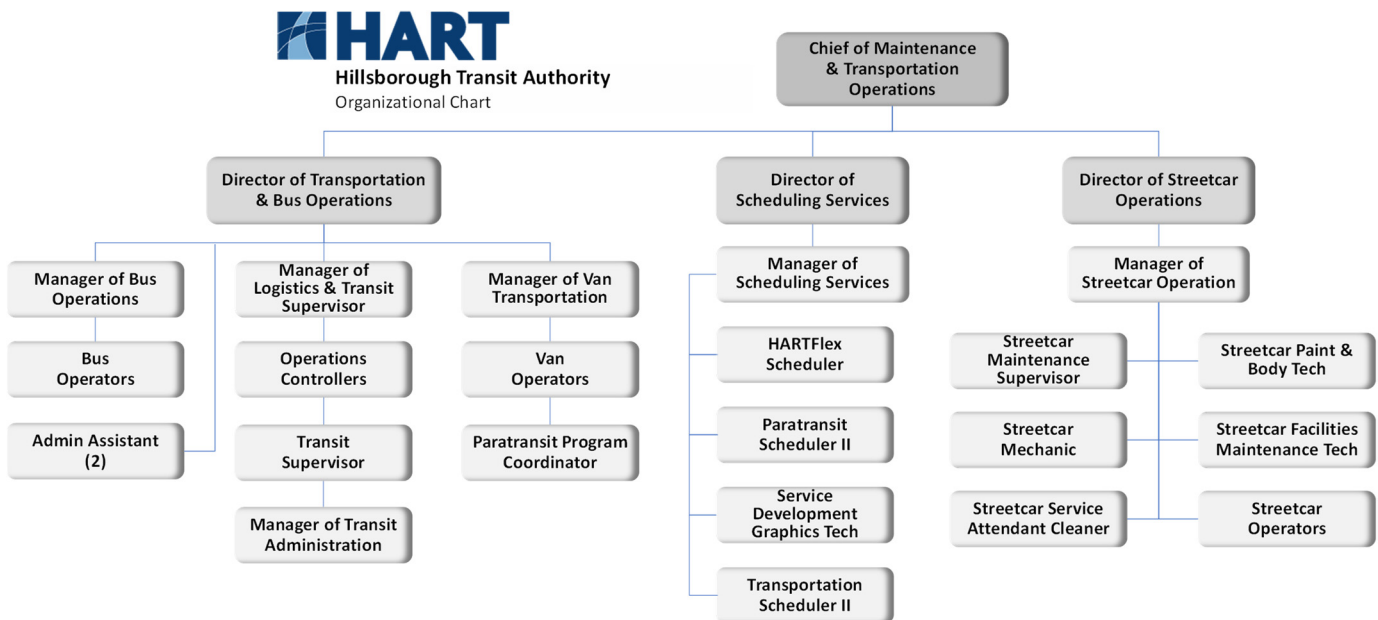 HART
Hillsborough Transit Authority
Organizational Chart
Chief of Maintenance
& Transportation
Operations
Director of Transportation
& Bus Operations
Director of
Scheduling Services
Director of Streetcar
Operations
Manager of Bus
Operations
Bus
Operators
Admin Assistant
(2)
Manager of
Logistics & Transit
Supervisor
Operations
Controllers
Transit
Supervisor
Manager of Transit
Administration
Manager of Van
Transportation
Van
Operators
Paratransit Program
Coordinator
Manager of
Scheduling Services
HARTFlex
Scheduler
Paratransit
Scheduler II
Service
Development
Graphics Tech
Transportation
Scheduler II
Manager of
Streetcar Operation
Streetcar
Maintenance
Supervisor
Streetcar
Mechanic
Streetcar Service
Attendant Cleaner
Streetcar Paint &
Body Tech
Streetcar Facilities
Maintenance Tech
Streetcar
Operators